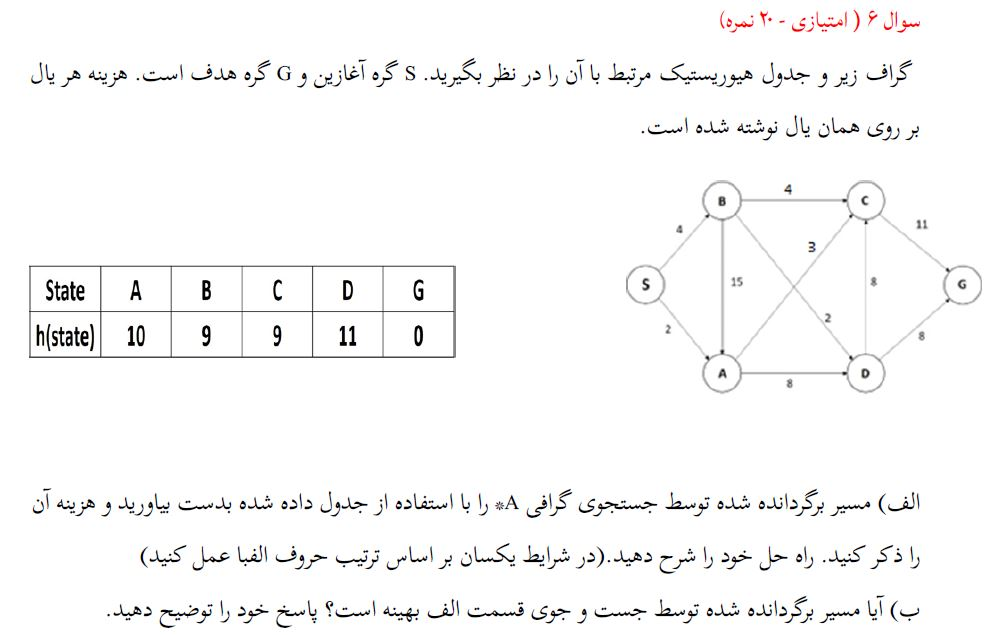 سوال ۶ ( امتیازی - ۲۰ نمره)
گراف زیر و جدول هیوریستیک مرتبط با آن را در نظر بگیرید. S گره آغازین و G گره هدف است. هزینه هر یال
بر روی همان یال نوشته شده است.
B 4 C
4 11
3
State A B C D G
S 15 8 G
h(state) 10 9 9 11 0
2 2 8
A 8 D
الف) مسیر برگردانده شده توسط جستجوی گرافی A* را با استفاده از جدول داده شده بدست بیاورید و هزینه آن
را ذکر کنید. راه حل خود را شرح دهید.(در شرایط یکسان بر اساس ترتیب حروف الفبا عمل کنید)
ب) آیا مسیر برگردانده شده توسط جست و جوی قسمت الف بهینه است؟ پاسخ خود را توضیح دهید.